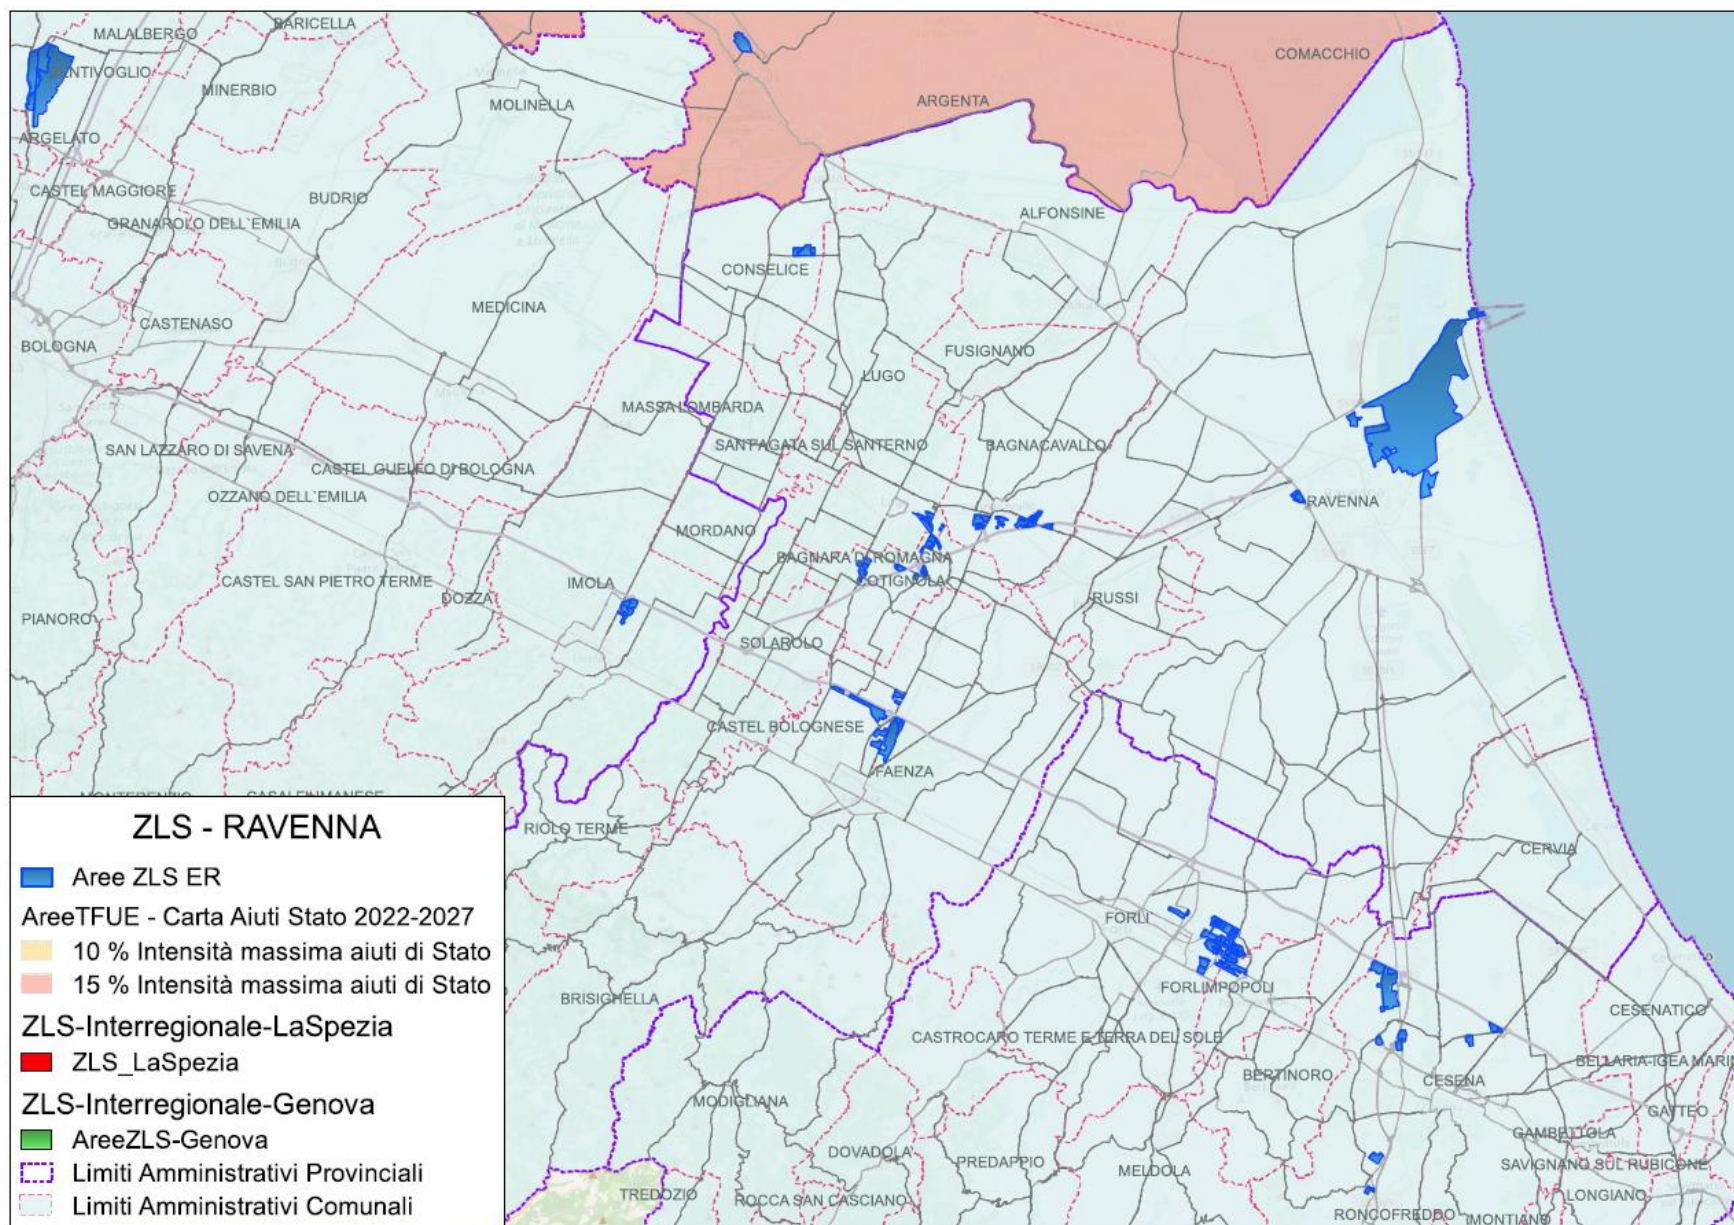 BARICELLA
MALALBERGO
COMACCHIO
BENTIVOGLIO
MINERBIO
MOLINELLA
ARGENTA
ARGELATO
CASTEL MAGGIORE
BUDRIO
GRANAROLO DELL`EMILIA
ALFONSINE
CONSELICE
MEDICINA
CASTENASO
BOLOGNA
FUSIGNANO
LUGO
MASSA LOMBARDA
SAN LAZZARO DI SAVENA
SANT'AGATA SUL SANTERNO
BAGNACAVALLO
CASTEL GUELFO DI BOLOGNA
OZZANO DELL`EMILIA
RAVENNA
MORDANO
BAGNARA DI ROMAGNA
CASTEL SAN PIETRO TERME
IMOLA
COTIGNOLA
DOZZA
RUSSI
PIANORO
SOLAROLO
CASTEL BOLOGNESE
FAENZA
MONTERENZIO
CASALFIUMANESE
RIOLO TERME
CERVIA
FORLI'
FORLIMPOPOLI
BRISIGHELLA
CESENATICO
CASTROCARO TERME E TERRA DEL SOLE
BELLARIA-IGEA MARIN
BERTINORO
CESENA
MODIGLIANA
GATTEO
GAMBETTOLA
DOVADOLA
PREDAPPIO
MELDOLA
SAVIGNANO SUL RUBICONE
TREDOZIO
ROCCA SAN CASCIANO
LONGIANO
RONCOFREDDO
MONTIANO
ZLS - RAVENNA
Aree ZLS ER
AreeTFUE - Carta Aiuti Stato 2022-2027
10 % Intensità massima aiuti di Stato
15 % Intensità massima aiuti di Stato
ZLS-Interregionale-LaSpezia
ZLS_LaSpezia
ZLS-Interregionale-Genova
AreeZLS-Genova
Limiti Amministrativi Provinciali
Limiti Amministrativi Comunali